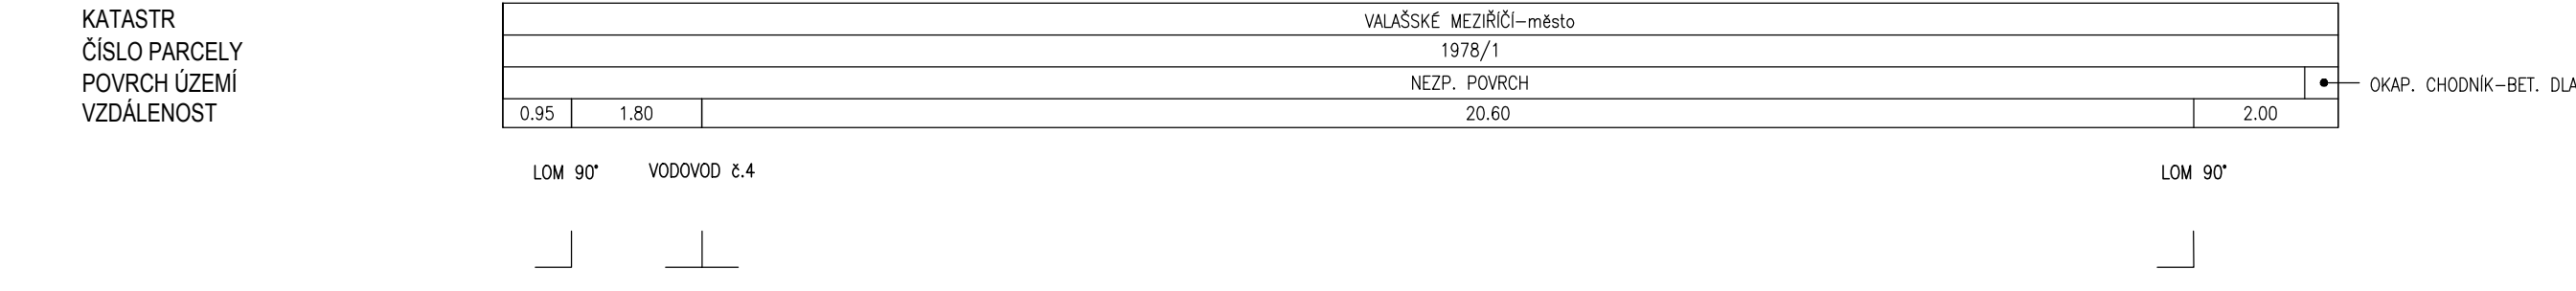 KATASTR VALAŠSKÉ MEZIŘÍČÍ-město
ČÍSLO PARCELY 1978/1
POVRCH ÚZEMÍ NEZP. POVRCH OKAP. CHODNÍK-BET. DLA
VZDÁLENOST 0.95 1.80 20.60 2.00
LOM 90° VODOVOD č.4 LOM 90°